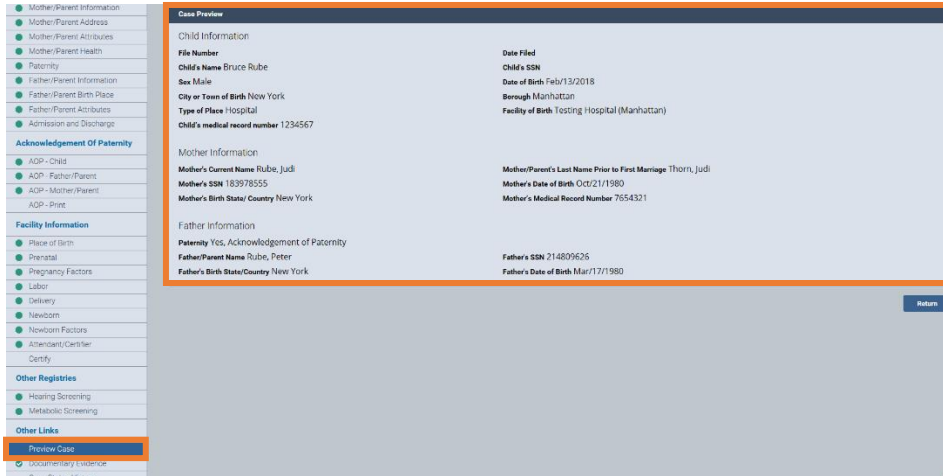 Mother/Parent Information
Mother/Parent Address
Mother/Parent Attributes
Mother/Parent Health
Paternity
Father/Parent Information
Father/Parent Birth Place
Father/Parent Attributes
Admission and Discharge
Acknowledgement Of Paternity
AOP - Child
AOP - Father/Parent
AOP - Mother/Parent
AOP - Print
Facility Information
Place of Birth
Prenatal
Pregnancy Factors
Labor
Delivery
Newborn
Newborn Factors
Attendant/Certifier
Certify
Other Registries
Hearing Screening
Metabolic Screening
Other Links
Preview Case
Documentary Evidence
Case Preview
Child Information
File Number Date Filed
Child's Name Bruce Rube Child's SSN
Sex Male Date of Birth Feb/13/2018
City or Town of Birth New York Borough Manhattan
Type of Place Hospital Facility of Birth Testing Hospital (Manhattan)
Child's medical record number 1234567
Mother Information
Mother's Current Name Rube, Judi Mother/Parent's Last Name Prior to First Marriage Thorn, Judi
Mother's SSN 183978555 Mother's Date of Birth Oct/21/1980
Mother's Birth State/ Country New York Mother's Medical Record Number 7654321
Father Information
Paternity Yes, Acknowledgement of Paternity
Father/Parent Name Rube, Peter Father's SSN 214809626
Father's Birth State/Country New York Father's Date of Birth Mar/17/1980
Return